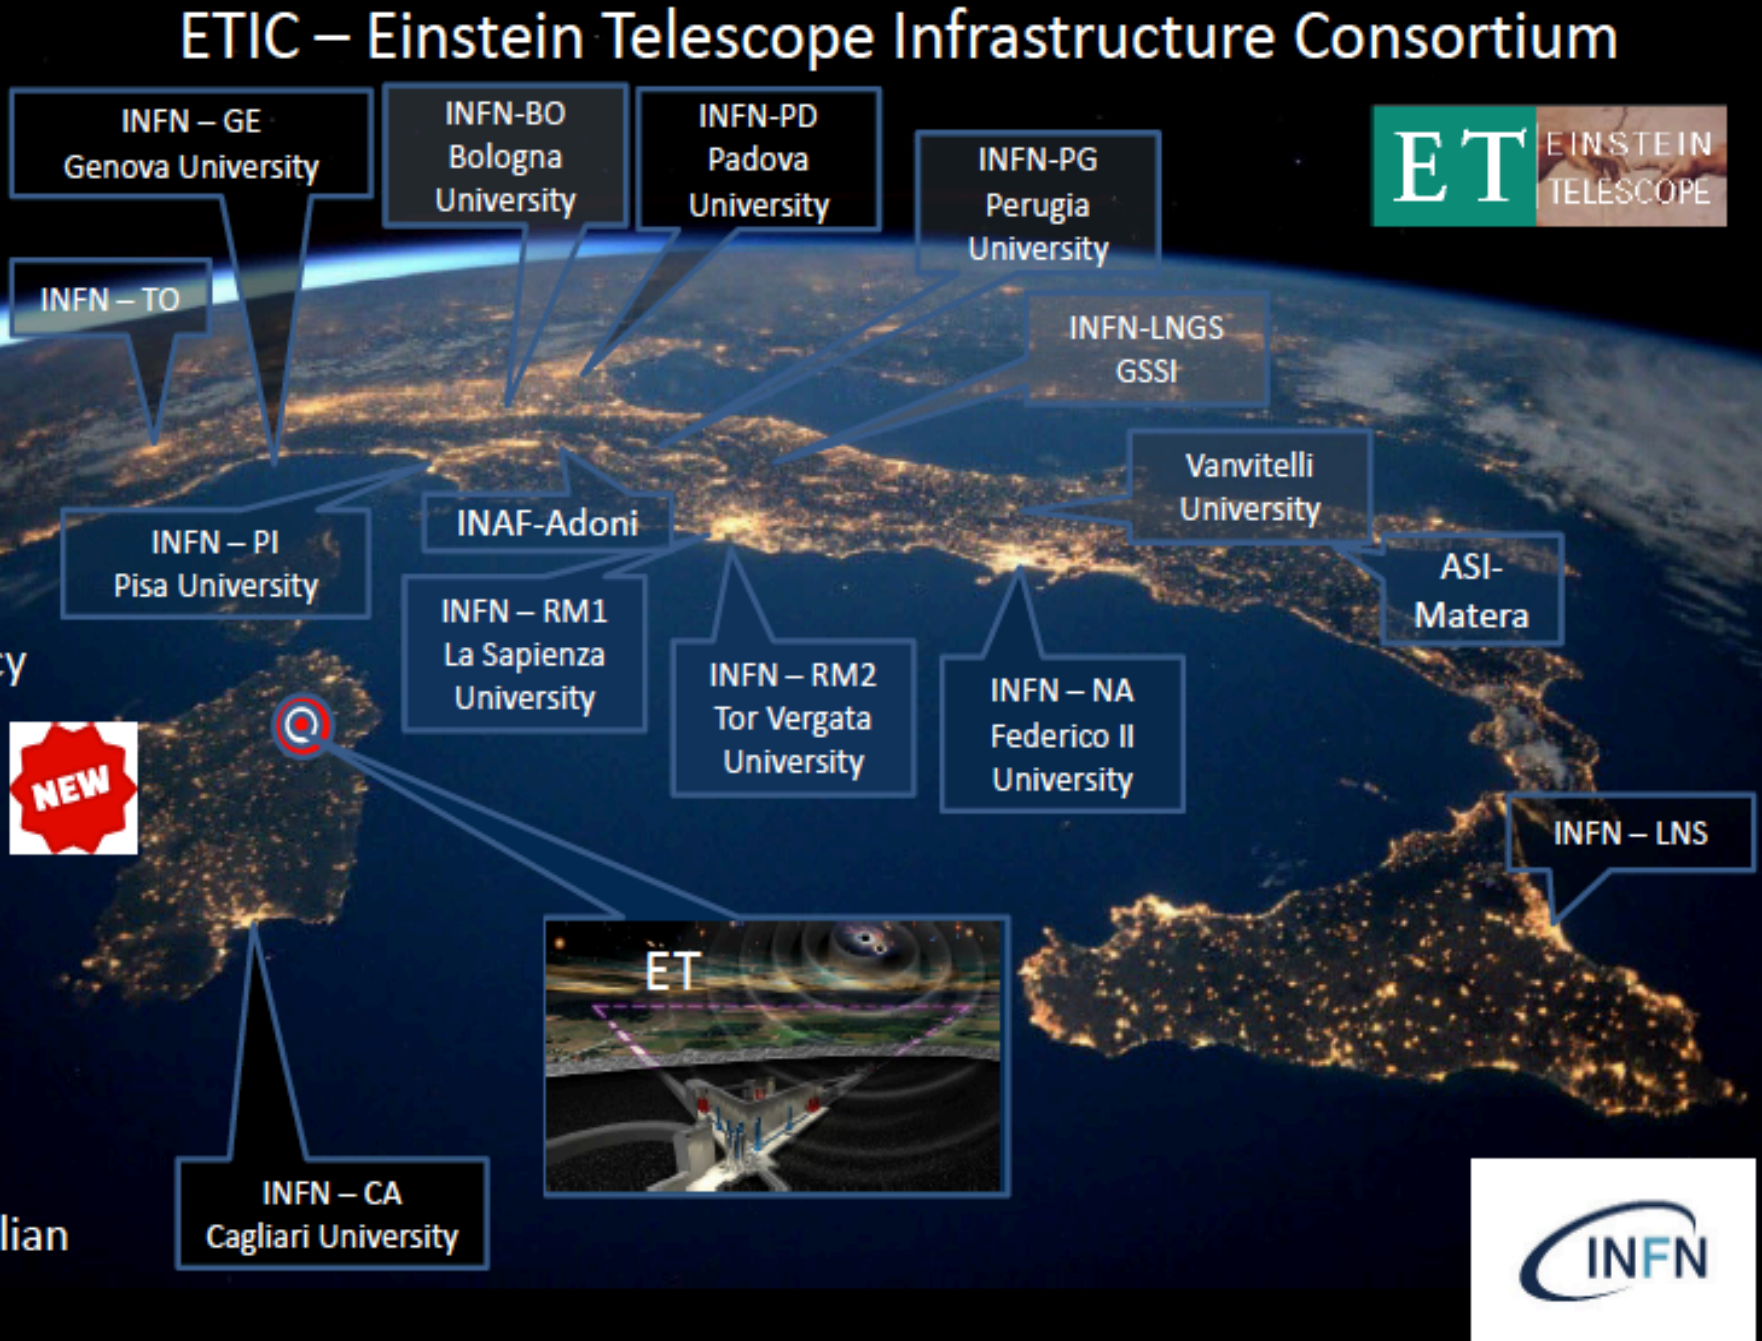 ETIC – Einstein Telescope Infrastructure Consortium
INFN – GE
Genova University
INFN-BO
Bologna
University
INFN-PD
Padova
University
INFN-PG
Perugia
University
ET
EINSTEIN
TELESCOPE
INFN – TO
INFN-LNGS
GSSI
Vanvitelli
University
INFN – PI
Pisa University
INAF-Adoni
ASI-
Matera
INFN – RM1
La Sapienza
University
INFN – RM2
Tor Vergata
University
INFN – NA
Federico II
University
cy
NEW
INFN – LNS
ET
INFN – CA
Cagliari University
lian
INFN